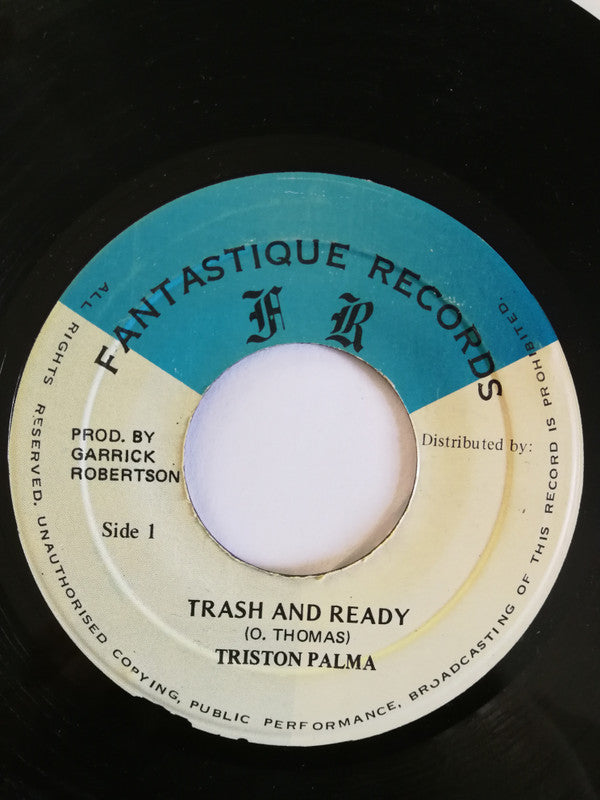 FANTASTIQUE RECORDS
F R
PROD. BY
GARRICK
ROBERTSON
Distributed by:
Side 1
TRASH AND READY
(O. THOMAS)
TRISTON PALMA
ALL RIGHTS RESERVED. UNAUTHORISED COPYING, PUBLIC PERFORMANCE, BROADCASTING OF THIS RECORD IS PROHIBITED.